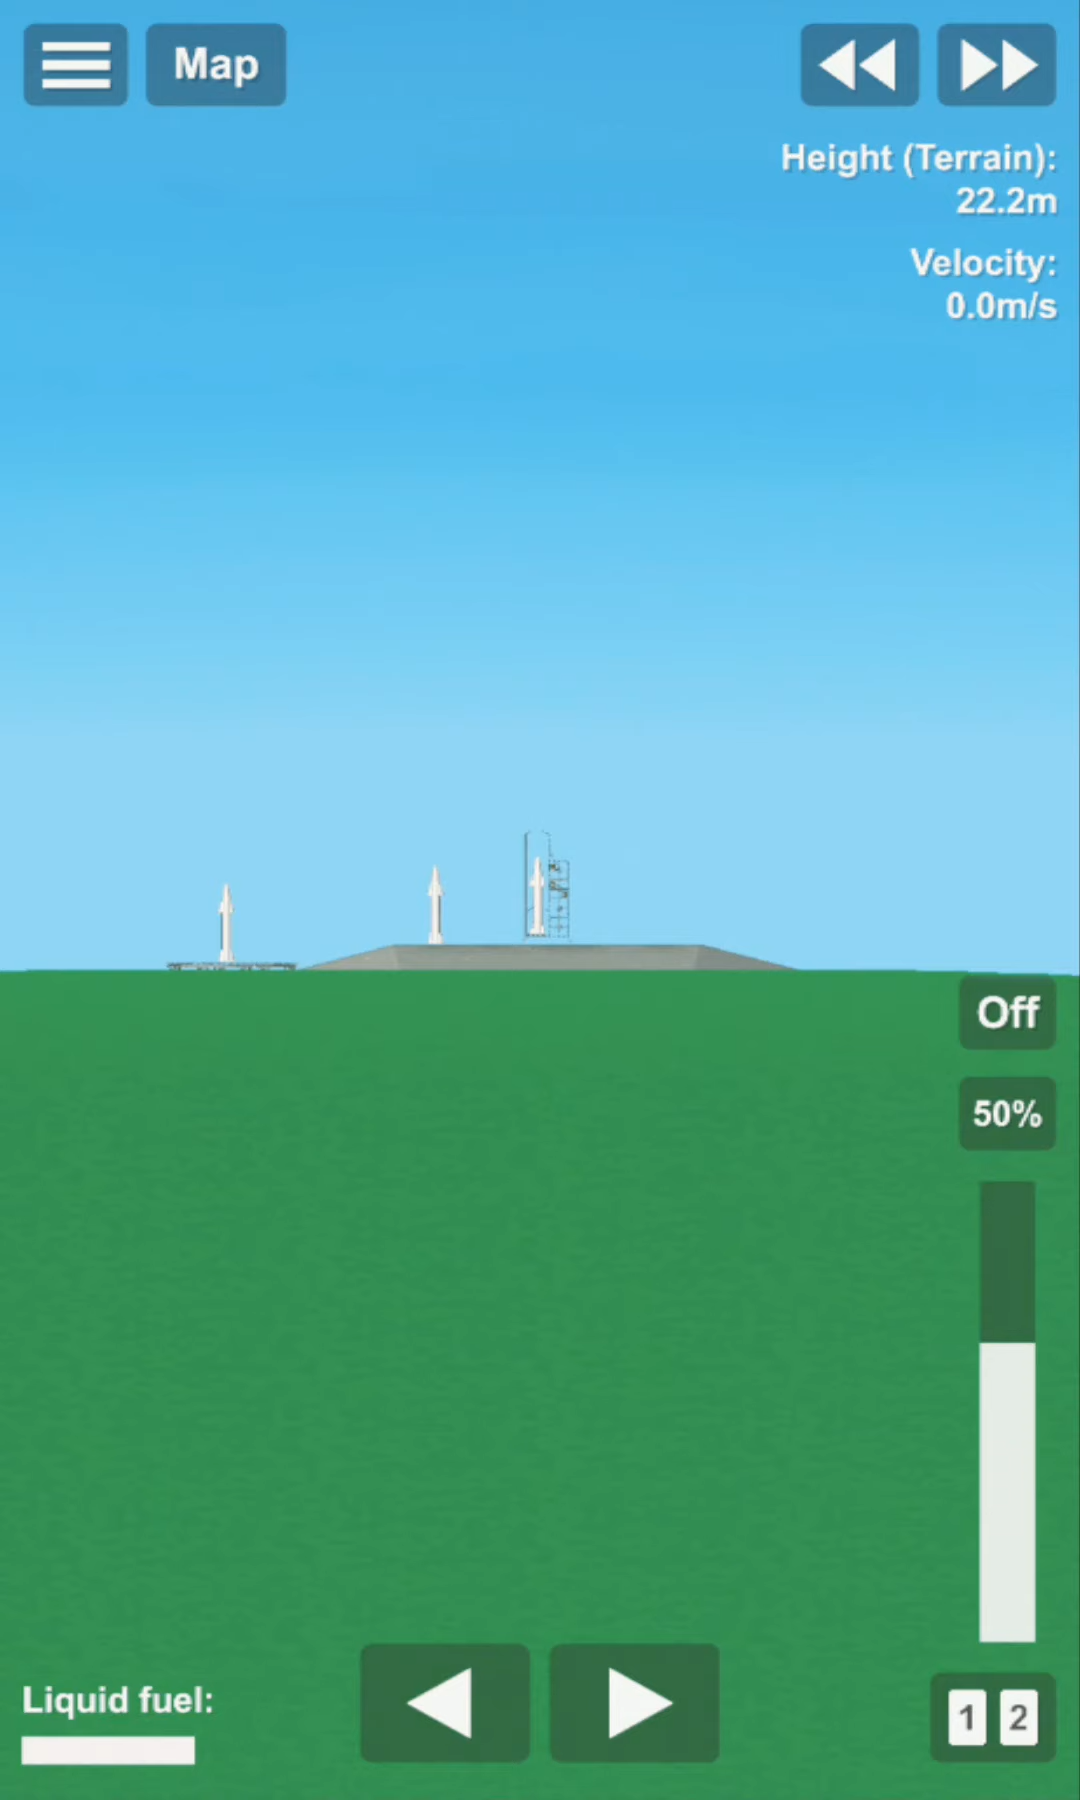 Map
Height (Terrain):
22.2m
Velocity:
0.0m/s
Off
50%
Liquid fuel:
1 2